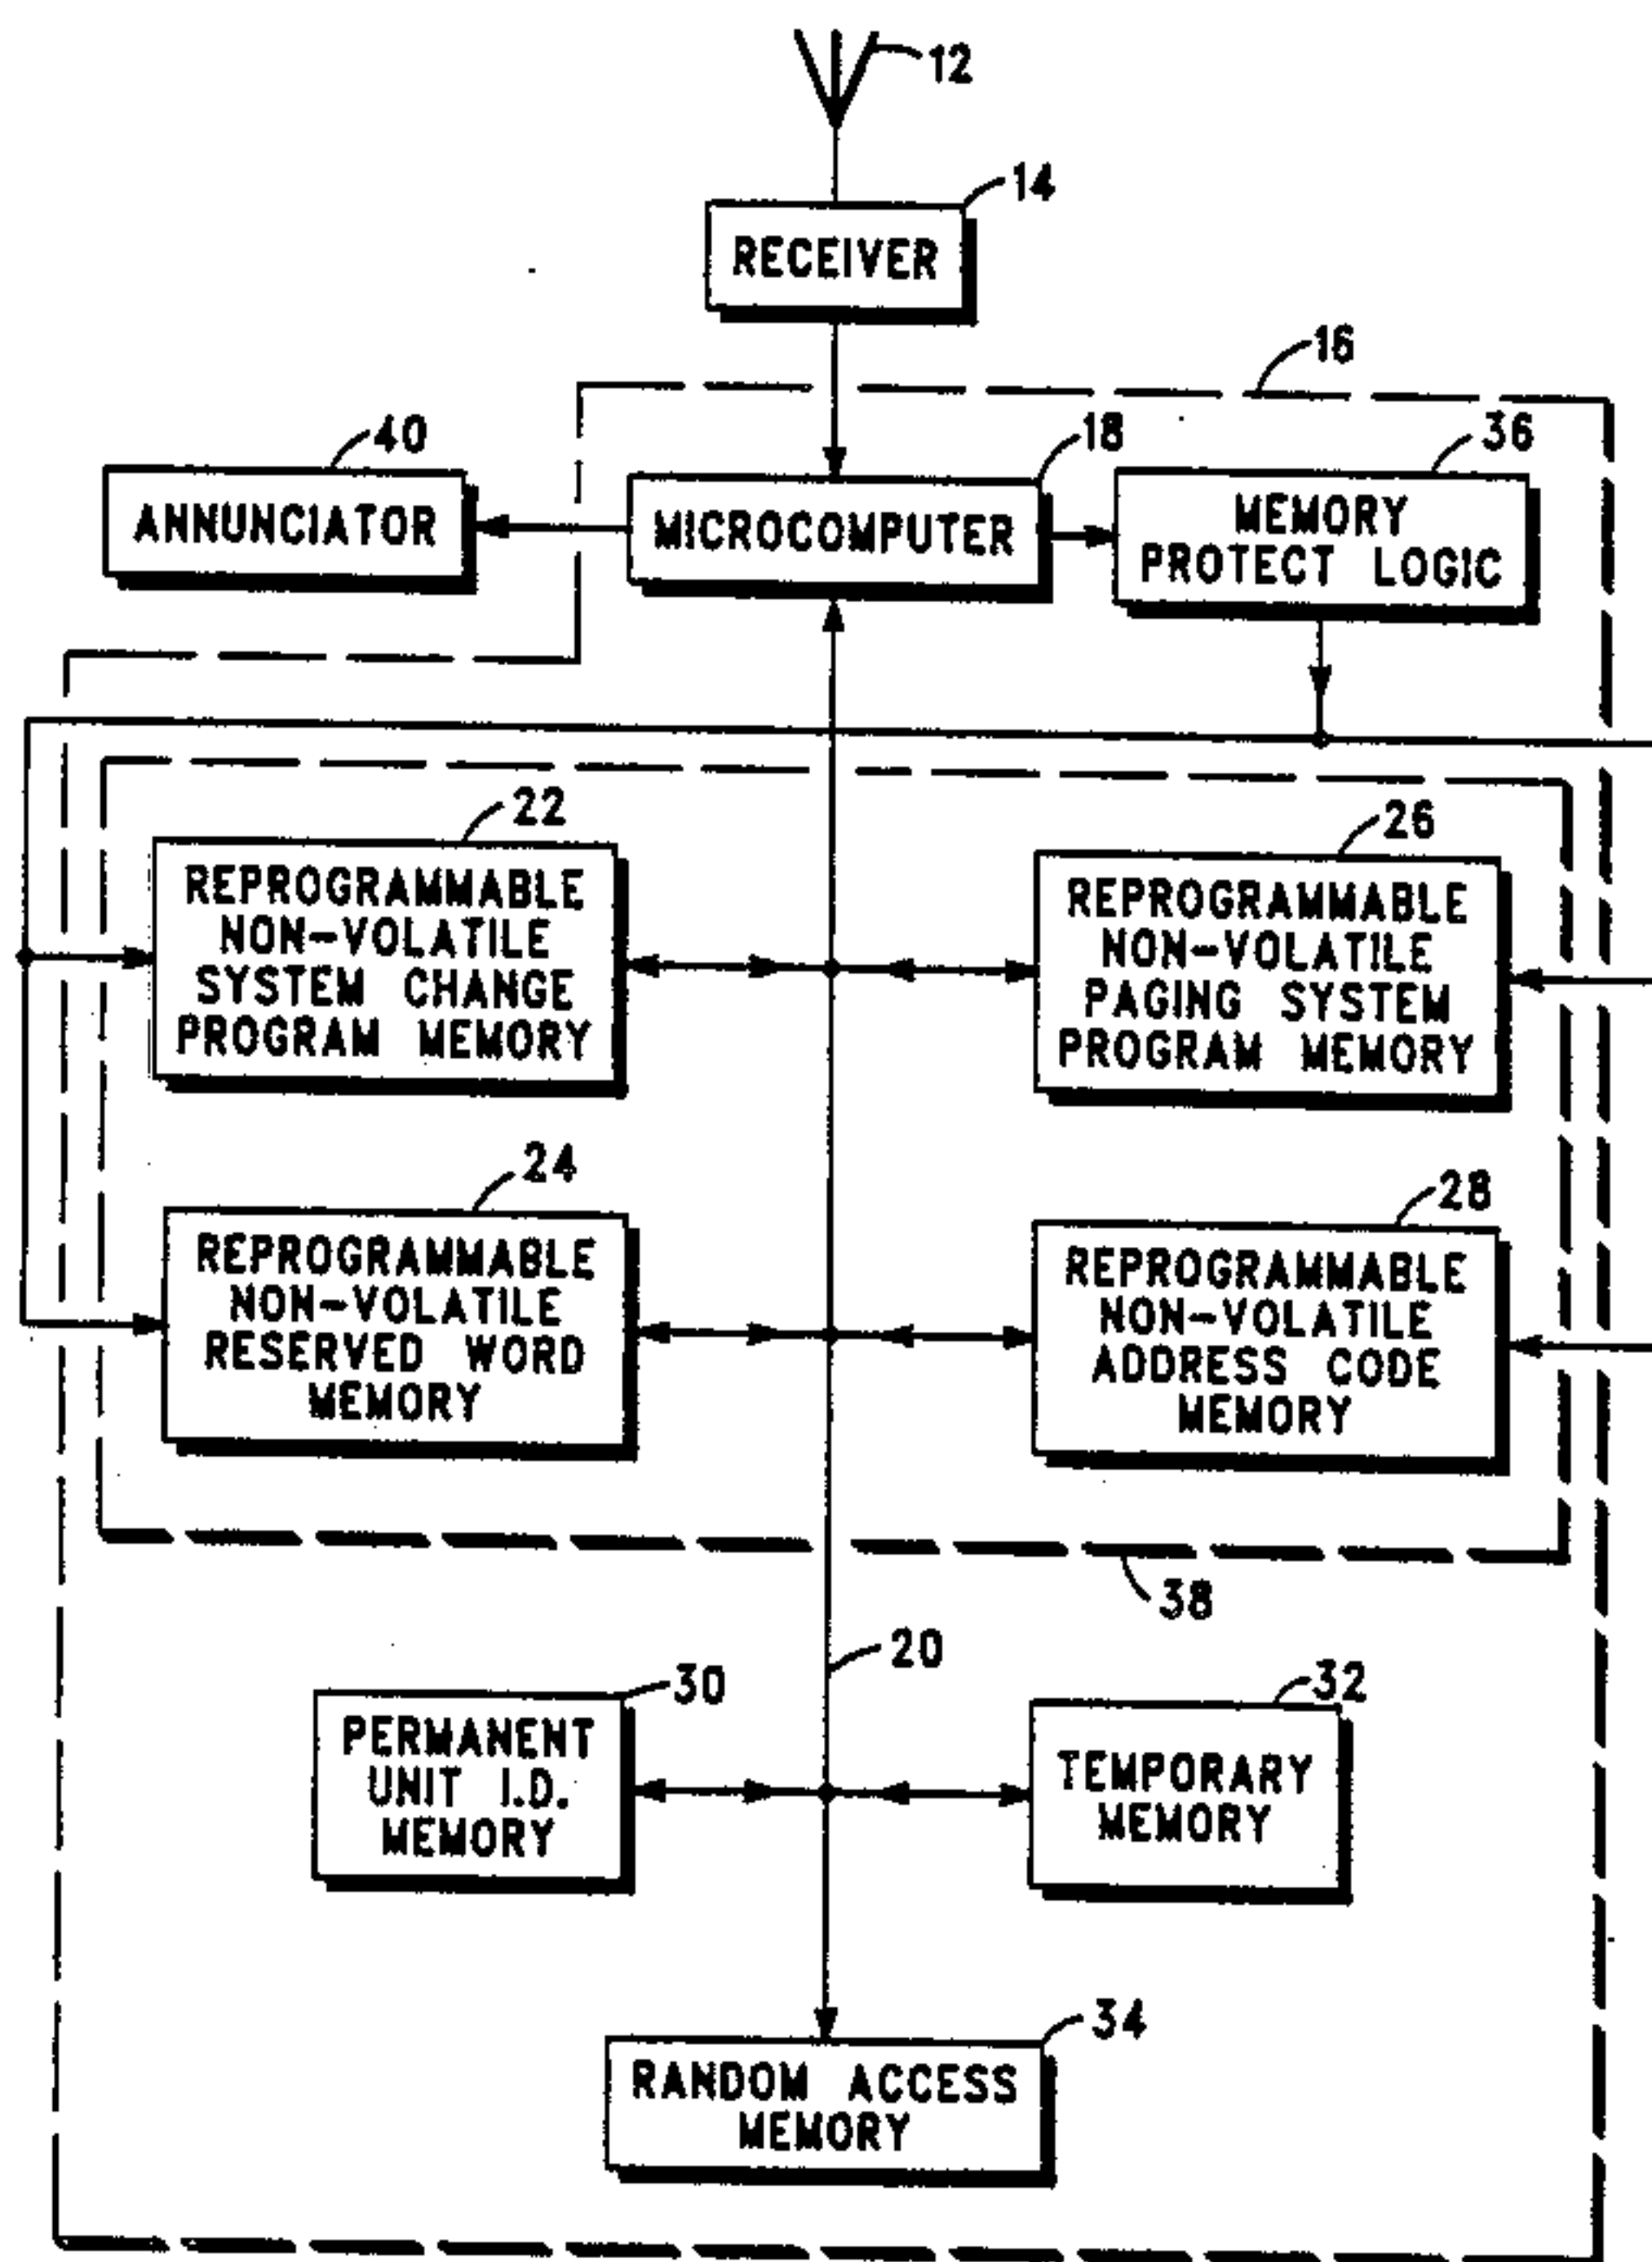 12
14
RECEIVER
16
40
18
36
ANNUNCIATOR
MICROCOMPUTER
MEMORY
PROTECT LOGIC
22
REPROGRAMMABLE
NON-VOLATILE
SYSTEM CHANGE
PROGRAM MEMORY
26
REPROGRAMMABLE
NON-VOLATILE
PAGING SYSTEM
PROGRAM MEMORY
24
REPROGRAMMABLE
NON-VOLATILE
RESERVED WORD
MEMORY
28
REPROGRAMMABLE
NON-VOLATILE
ADDRESS CODE
MEMORY
38
20
30
PERMANENT
UNIT I.D.
MEMORY
32
TEMPORARY
MEMORY
34
RANDOM ACCESS
MEMORY